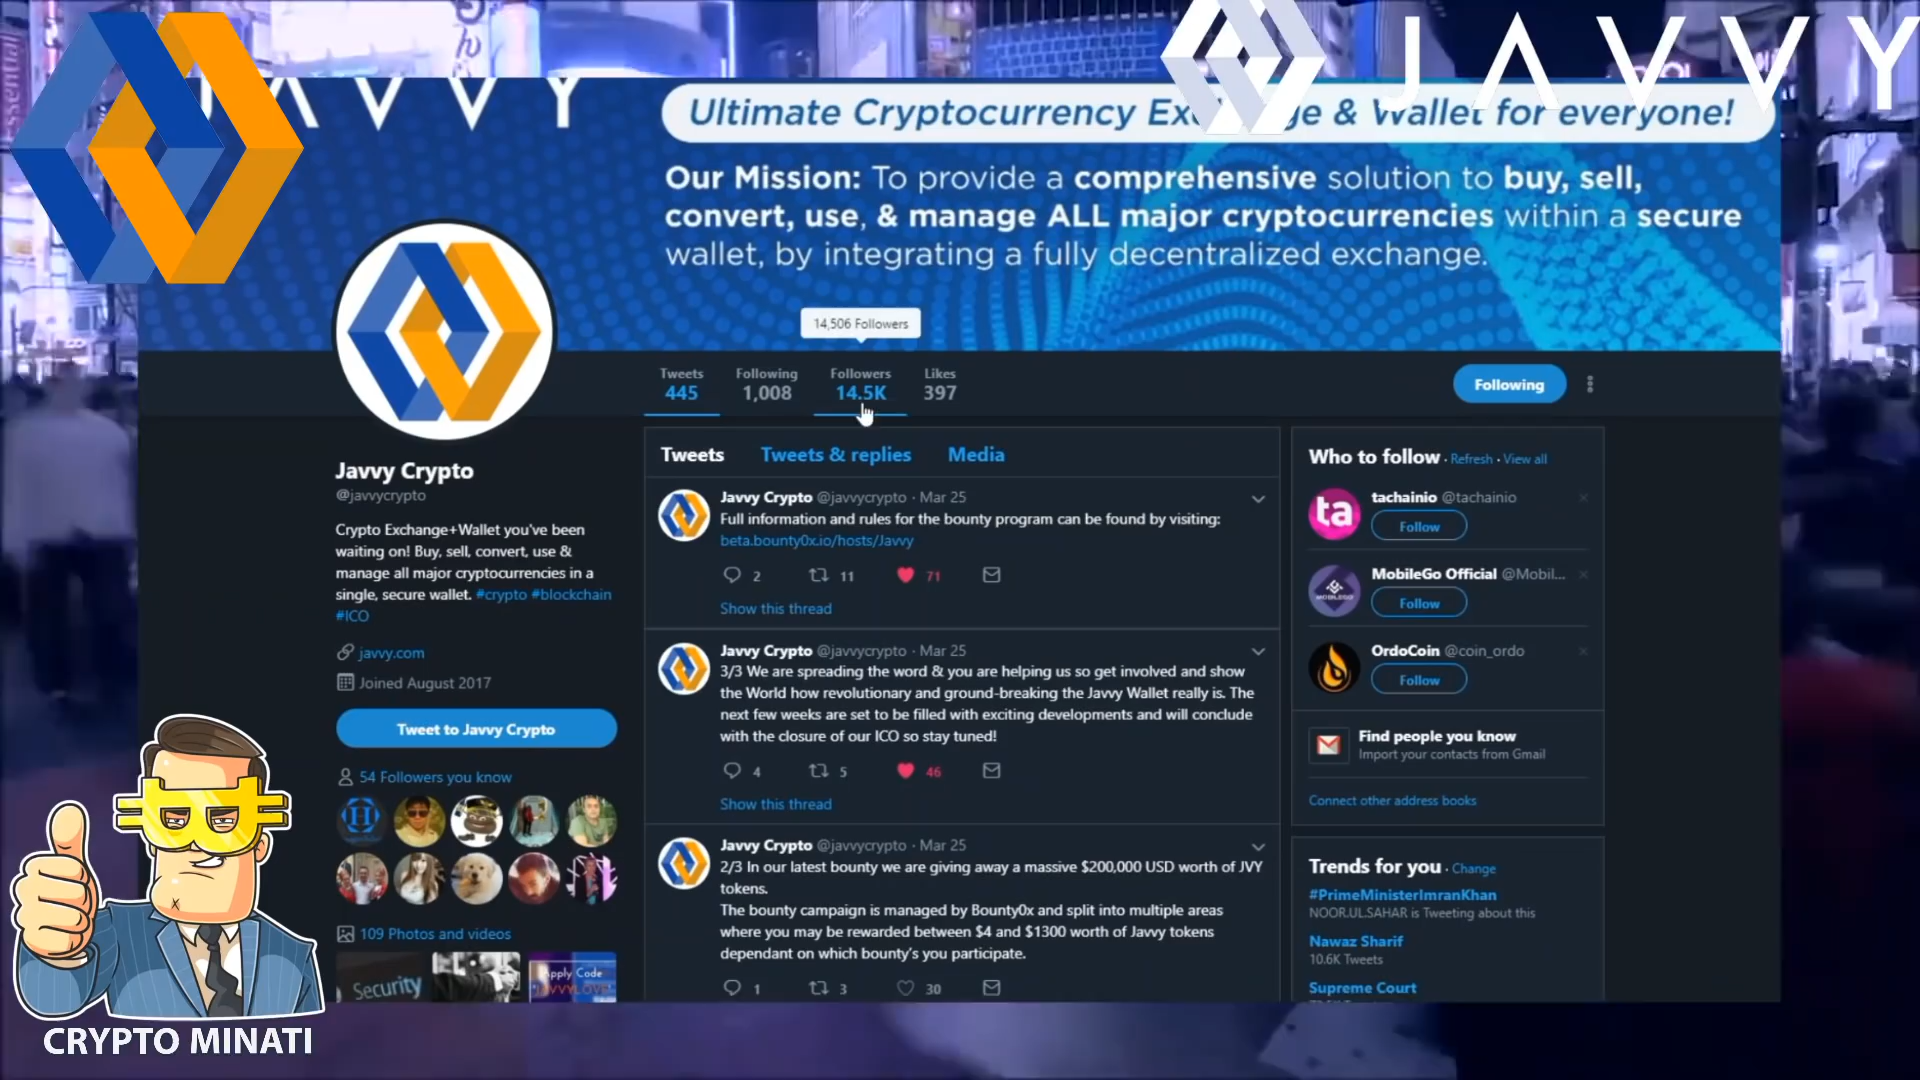 JAVVY
JAVVY
Ultimate Cryptocurrency & Wallet for everyone!
Our Mission: To provide a comprehensive solution to buy, sell,
convert, use, & manage ALL major cryptocurrencies within a secure
wallet, by integrating a fully decentralized exchange.
14,506 Followers
Tweets
445
Following
1,008
Followers
14.5K
Likes
397
Following
Javvy Crypto
@javvycrypto
Crypto Exchange+Wallet you've been
waiting on! Buy, sell, convert, use &
manage all major cryptocurrencies in a
single, secure wallet. #crypto #blockchain
#ICO
javvy.com
Joined August 2017
Tweet to Javvy Crypto
54 Followers you know
109 Photos and videos
Security
Apply Code
Tweets Tweets & replies Media
Javvy Crypto @javvycrypto · Mar 25
Full information and rules for the bounty program can be found by visiting:
beta.bounty0x.io/hosts/Javvy
2 11 71
Show this thread
Javvy Crypto @javvycrypto · Mar 25
3/3 We are spreading the word & you are helping us so get involved and show
the World how revolutionary and ground-breaking the Javvy Wallet really is. The
next few weeks are set to be filled with exciting developments and will conclude
with the closure of our ICO so stay tuned!
4 5 46
Show this thread
Javvy Crypto @javvycrypto · Mar 25
2/3 In our latest bounty we are giving away a massive $200,000 USD worth of JVY
tokens.
The bounty campaign is managed by Bounty0x and split into multiple areas
where you may be rewarded between $4 and $1300 worth of Javvy tokens
dependant on which bounty's you participate.
1 3 30
Who to follow · Refresh · View all
tachainio @tachainio
ta
Follow
MobileGo Official @Mobil...
Follow
OrdoCoin @coin_ordo
Follow
Find people you know
Import your contacts from Gmail
Connect other address books
Trends for you · Change
#PrimeMinisterImranKhan
NOOR.UL.SAHAR is Tweeting about this
Nawaz Sharif
10.6K Tweets
Supreme Court
CRYPTO MINATI